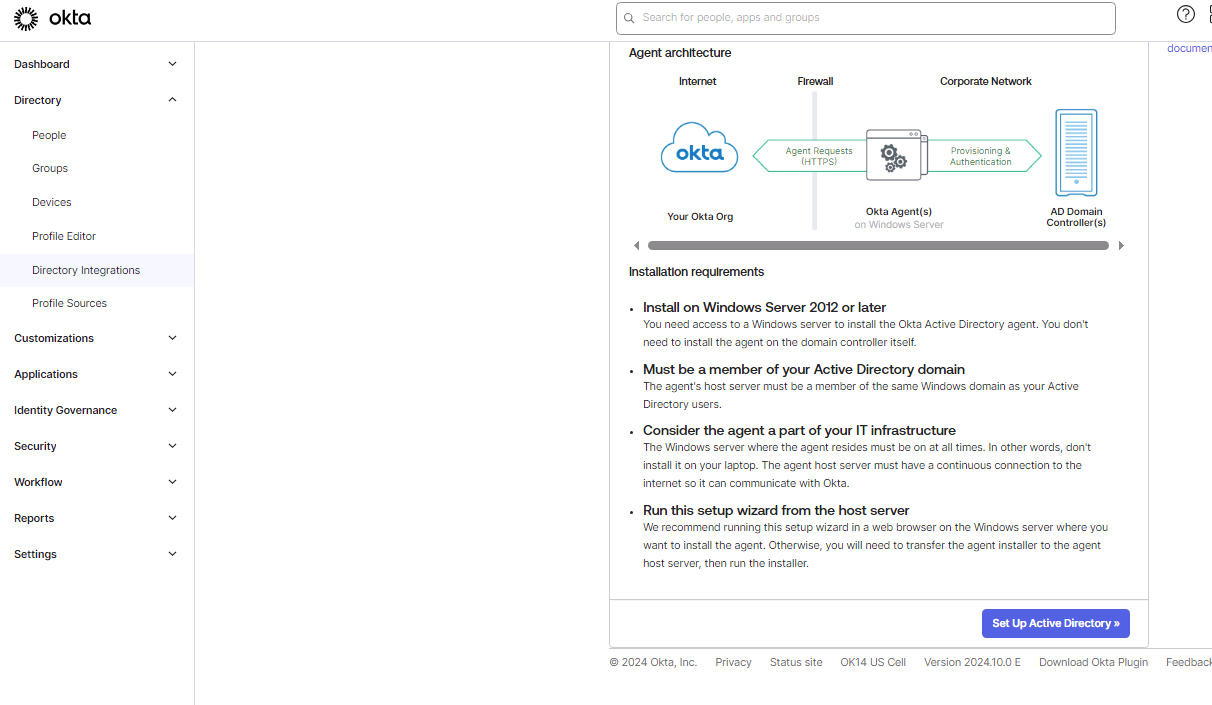 okta
Search for people, apps and groups
documen
Dashboard
Directory
People
Groups
Devices
Profile Editor
Directory Integrations
Profile Sources
Customizations
Applications
Identity Governance
Security
Workflow
Reports
Settings
Agent architecture
Internet
Firewall
Corporate Network
okta
Agent Requests
(HTTPS)
Provisioning &
Authentication
Your Okta Org
Okta Agent(s)
on Windows Server
AD Domain
Controller(s)
Installation requirements
Install on Windows Server 2012 or later
You need access to a Windows server to install the Okta Active Directory agent. You don't
need to install the agent on the domain controller itself.
Must be a member of your Active Directory domain
The agent's host server must be a member of the same Windows domain as your Active
Directory users.
Consider the agent a part of your IT infrastructure
The Windows server where the agent resides must be on at all times. In other words, don't
install it on your laptop. The agent host server must have a continuous connection to the
internet so it can communicate with Okta.
Run this setup wizard from the host server
We recommend running this setup wizard in a web browser on the Windows server where you
want to install the agent. Otherwise, you will need to transfer the agent installer to the agent
host server, then run the installer.
Set Up Active Directory »
© 2024 Okta, Inc. Privacy Status site OK14 US Cell Version 2024.10.0 E Download Okta Plugin Feedback